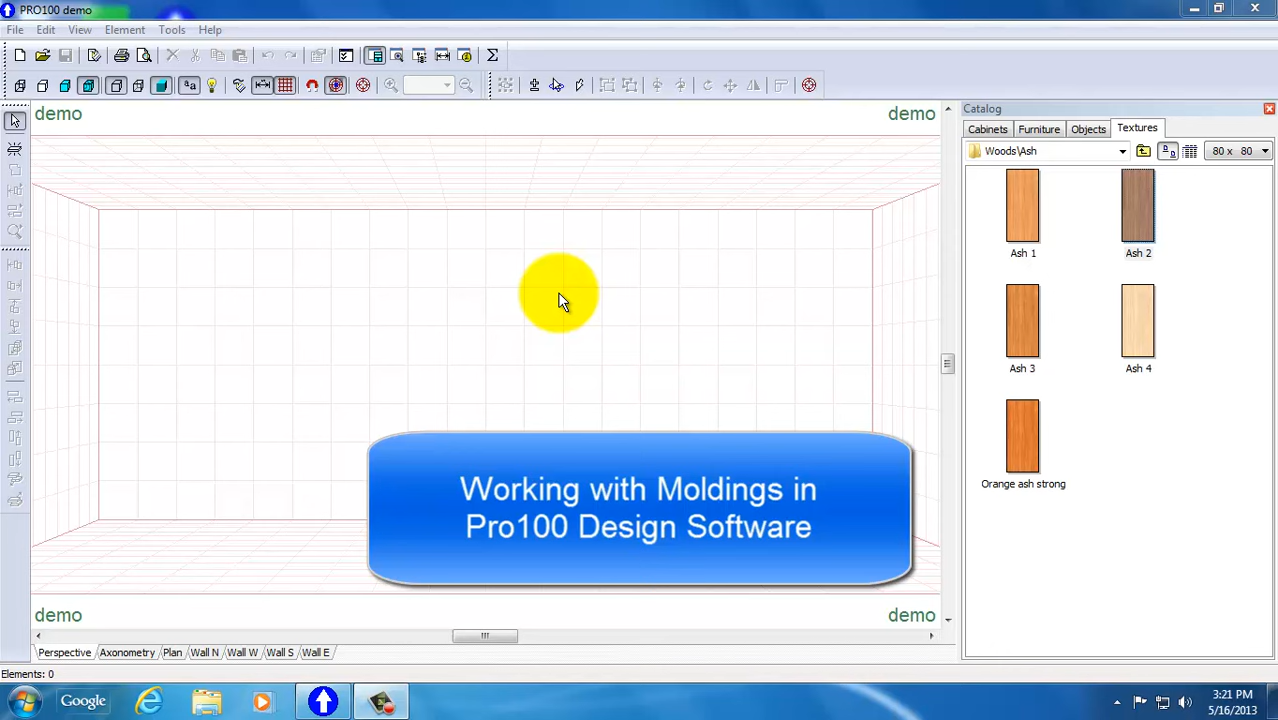 PRO100 demo
File Edit View Element Tools Help
demo demo
Catalog
Cabinets Furniture Objects Textures
Woods\Ash 80 x 80
Ash 1 Ash 2
Ash 3 Ash 4
Orange ash strong
Working with Moldings in
Pro100 Design Software
demo demo
Perspective Axonometry Plan Wall N Wall W Wall S Wall E
Elements: 0
Google
3:21 PM
5/16/2013